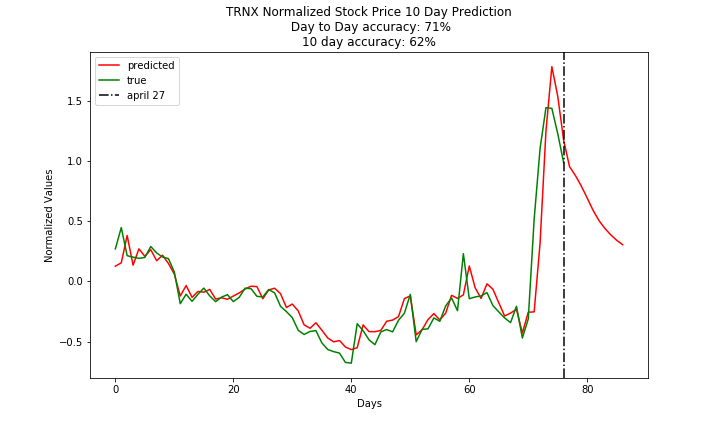 TRNX Normalized Stock Price 10 Day Prediction
Day to Day accuracy: 71%
10 day accuracy: 62%
predicted
true
april 27
Normalized Values
1.5
1.0
0.5
0.0
−0.5
0 20 40 60 80
Days